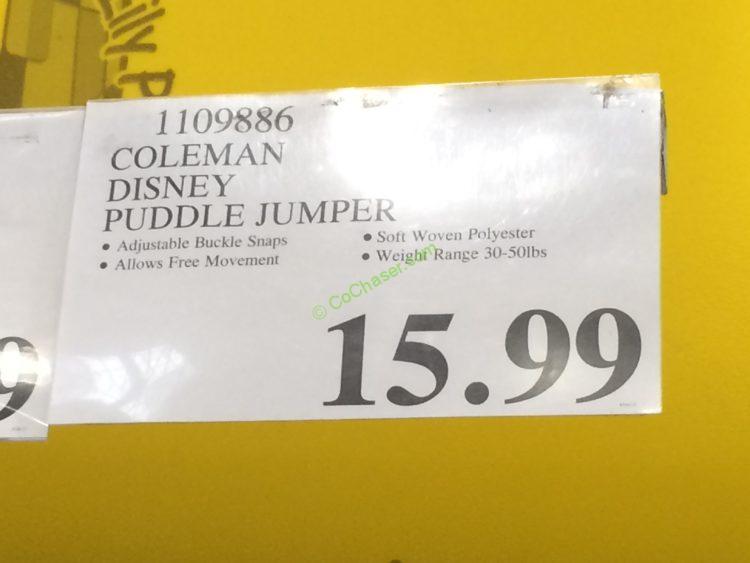 1109886
COLEMAN
DISNEY
PUDDLE JUMPER
• Adjustable Buckle Snaps
• Allows Free Movement
• Soft Woven Polyester
• Weight Range 30-50lbs
© CoChaser.com
15.99
9